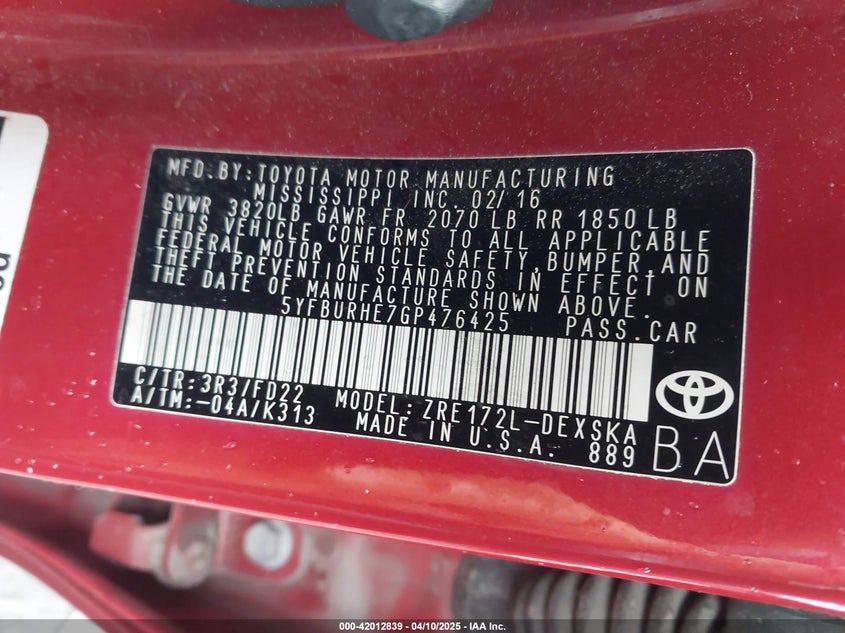 MFD. BY: TOYOTA MOTOR MANUFACTURING
MISSISSIPPI INC. 02/16
GVWR 3820LB GAWR FR 2070 LB RR 1850 LB
THIS VEHICLE CONFORMS TO ALL APPLICABLE
FEDERAL MOTOR VEHICLE SAFETY, BUMPER, AND
THEFT PREVENTION STANDARDS IN EFFECT ON
THE DATE OF MANUFACTURE SHOWN ABOVE.
5YFBURHE7GP476425 PASS. CAR
C/TR: 3R3/FD22
A/TM: -04A/K313
MODEL: ZRE172L-DEXSKA
MADE IN U.S.A. 889
BA
000-42012839 - 04/10/2025 - IAA Inc.